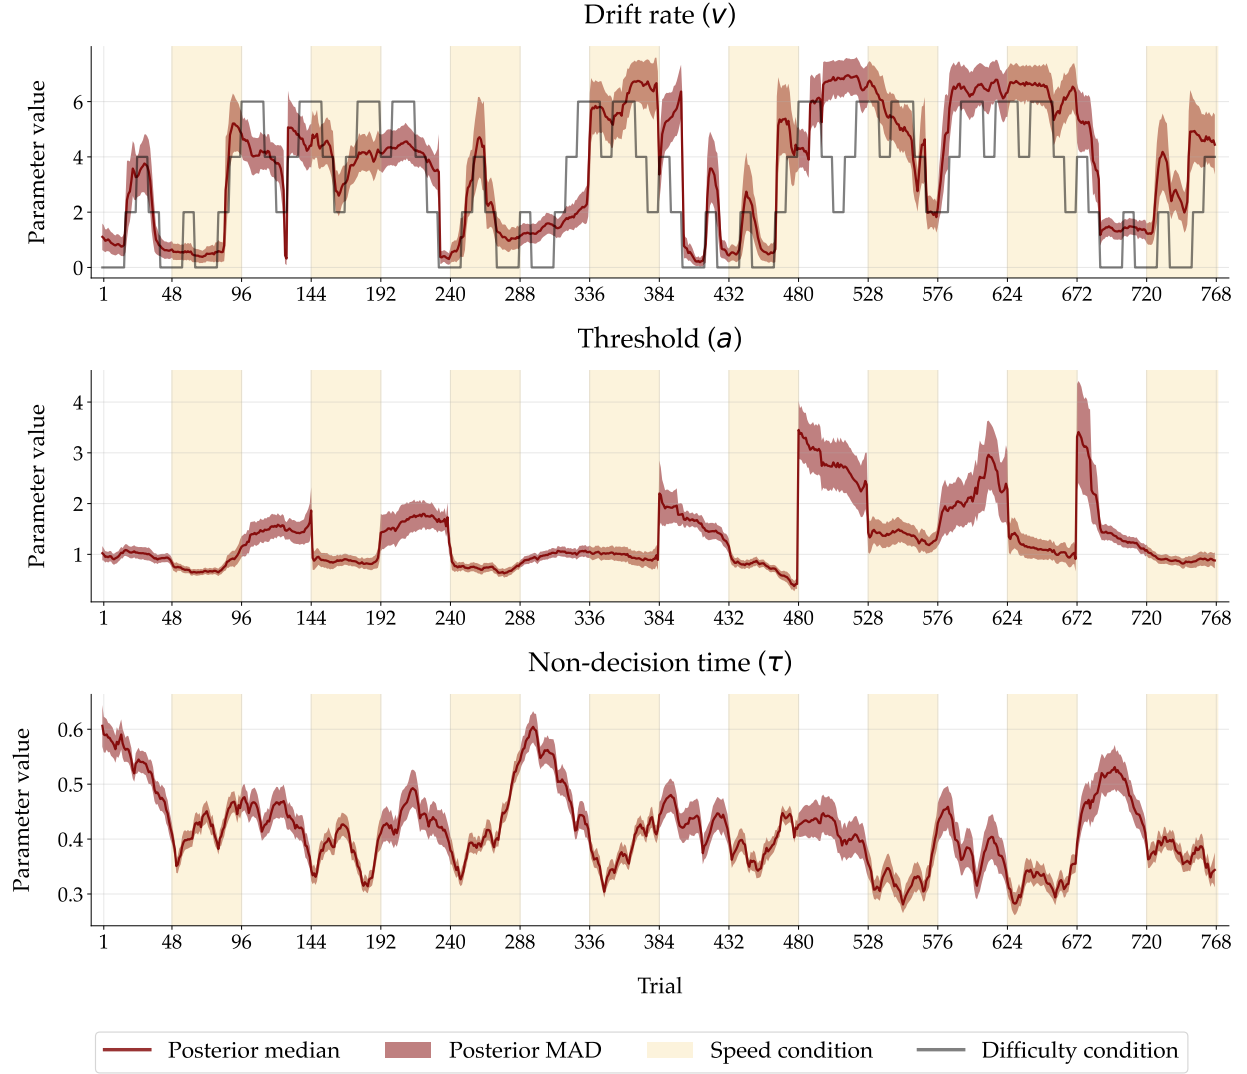 Drift rate (v)
Parameter value
6
4
2
0
1 48 96 144 192 240 288 336 384 432 480 528 576 624 672 720 768
Threshold (a)
Parameter value
4
3
2
1
1 48 96 144 192 240 288 336 384 432 480 528 576 624 672 720 768
Non-decision time (τ)
Parameter value
0.6
0.5
0.4
0.3
1 48 96 144 192 240 288 336 384 432 480 528 576 624 672 720 768
Trial
Posterior median Posterior MAD Speed condition Difficulty condition